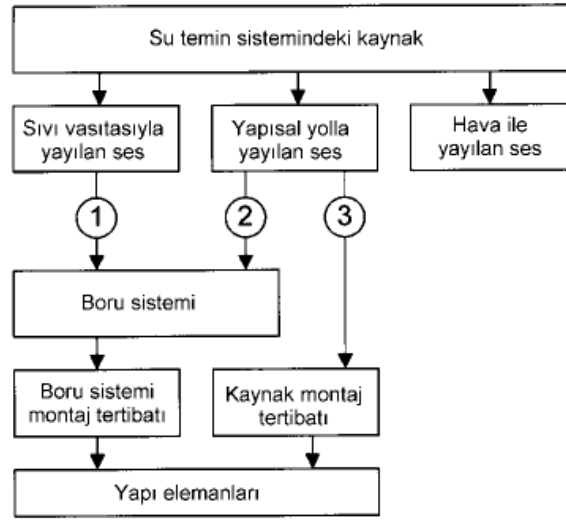 Su temin sistemindeki kaynak
Sıvı vasıtasıyla
yayılan ses
Yapısal yolla
yayılan ses
Hava ile
yayılan ses
1
2
3
Boru sistemi
Boru sistemi
montaj tertibatı
Kaynak montaj
tertibatı
Yapı elemanları